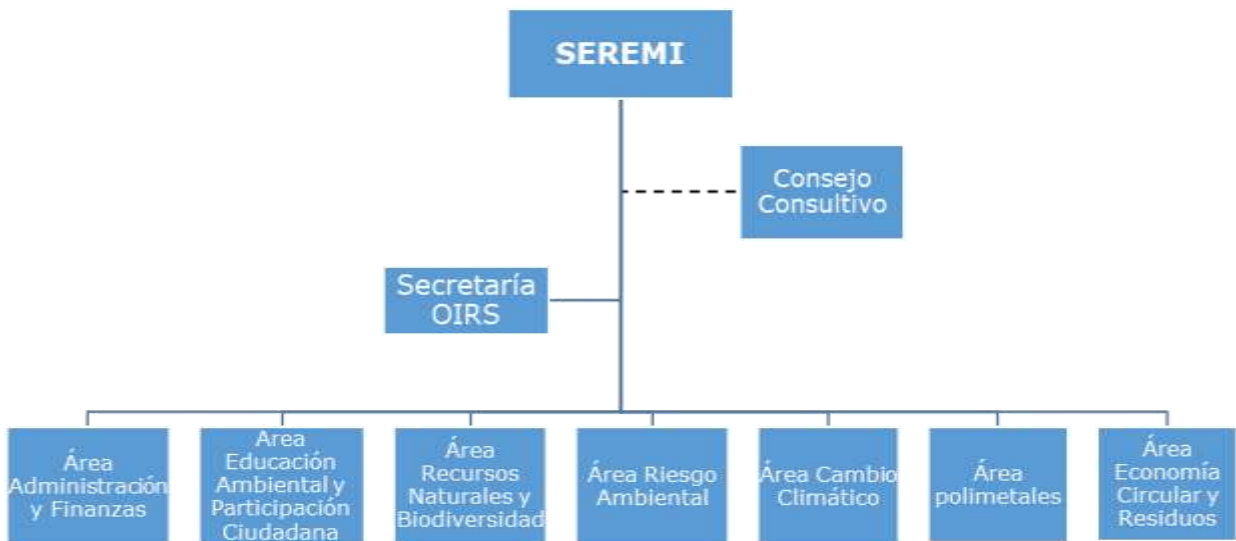 SEREMI
Consejo
Consultivo
Secretaría
OIRS
Área
Administración
y Finanzas
Area
Educación
Ambiental y
Participación
Ciudadana
Área
Recursos
Naturales y
Biodiversidad
Área Riesgo
Ambiental
Área Cambio
Climático
Área
polimetales
Área
Economía
Circular y
Residuos